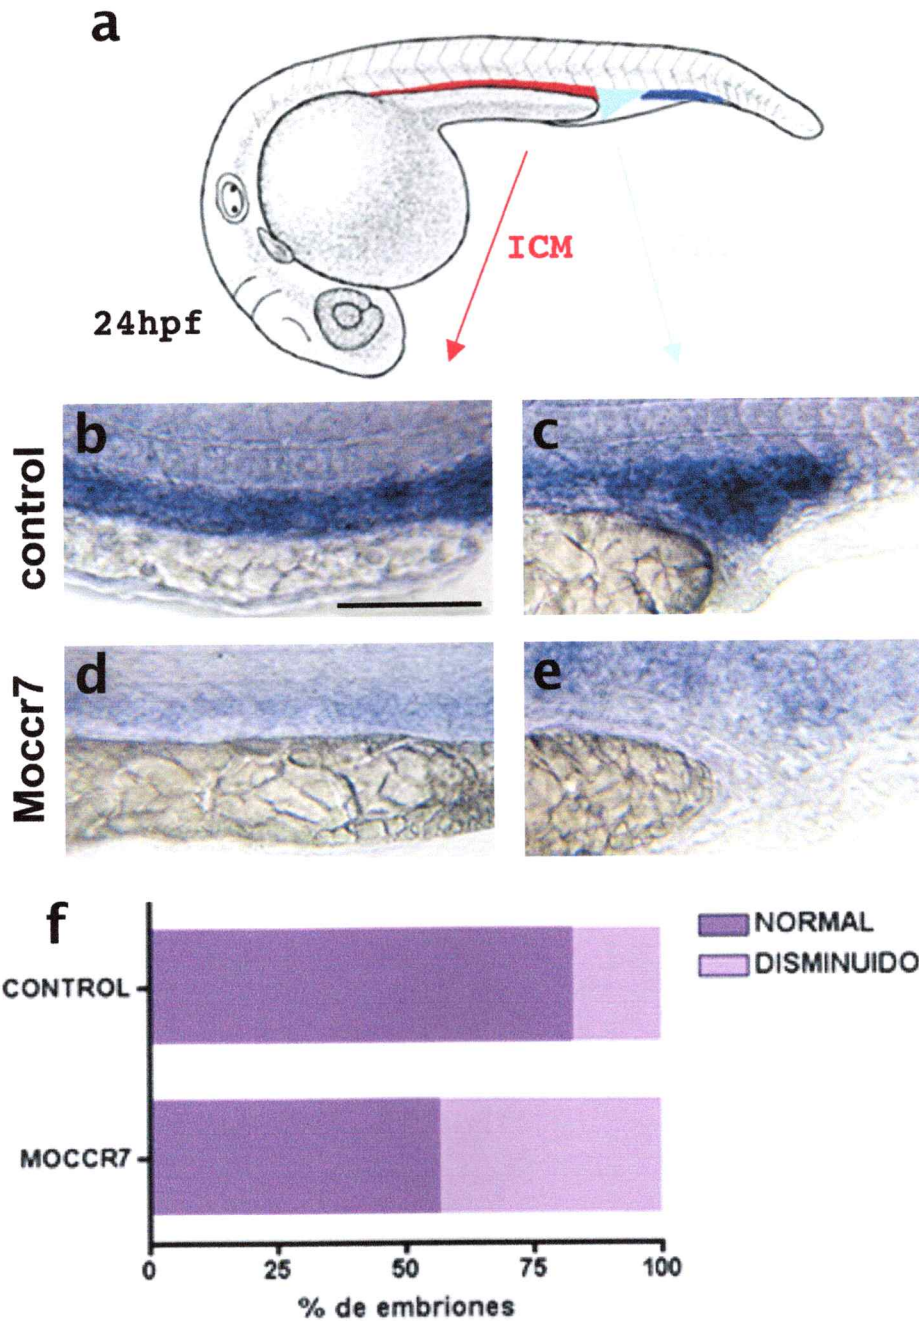 a
ICM
24hpf
control
b
c
Moccr7
d
e
f
NORMAL
DISMINUIDO
CONTROL
MOCCR7
0
25
50
75
100
% de embriones